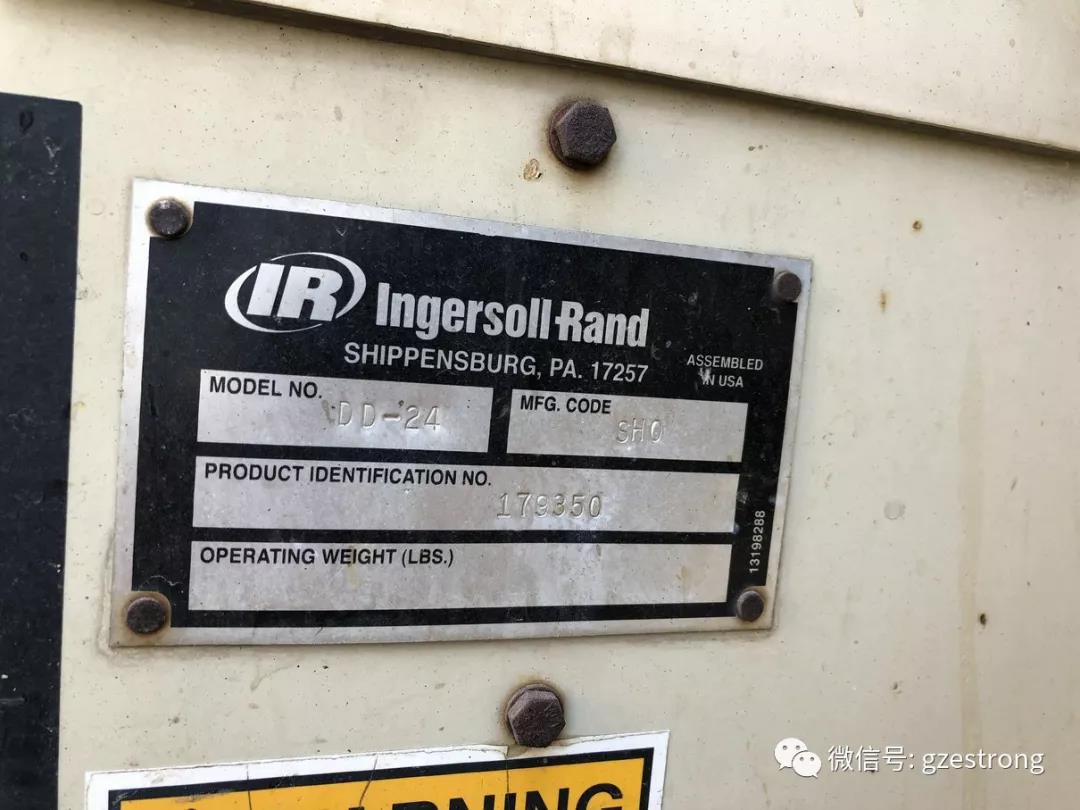 IR Ingersoll-Rand
SHIPPENSBURG, PA. 17257
ASSEMBLED
IN USA
MODEL NO.
DD-24
MFG. CODE
SHO
PRODUCT IDENTIFICATION NO.
179350
OPERATING WEIGHT (LBS.)
13198288
WARNING
微信号: gzestrong